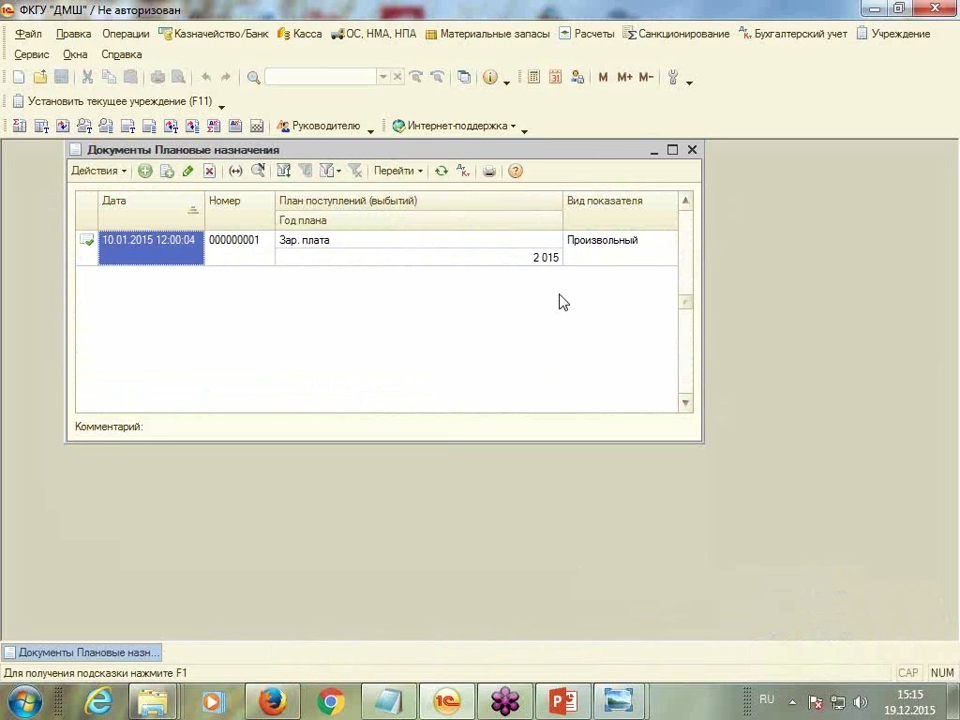 ФКГУ "ДМШ" / Не авторизован
Файл Правка Операции Казначейство/Банк Касса ОС, НМА, НПА Материальные запасы Расчеты Санкционирование Бухгалтерский учет Учреждение
Сервис Окна Справка
M M+ M-
Установить текущее учреждение (F11)
Руководителю Интернет-поддержка
Документы Плановые назначения
Действия Перейти
Дата Номер План поступлений (выбытий) Вид показателя
Год плана
10.01.2015 12:00:04 000000001 Зар. плата Произвольный
2 015
Комментарий:
Документы Плановые назн...
Для получения подсказки нажмите F1 CAP NUM
RU 15:15
19.12.2015